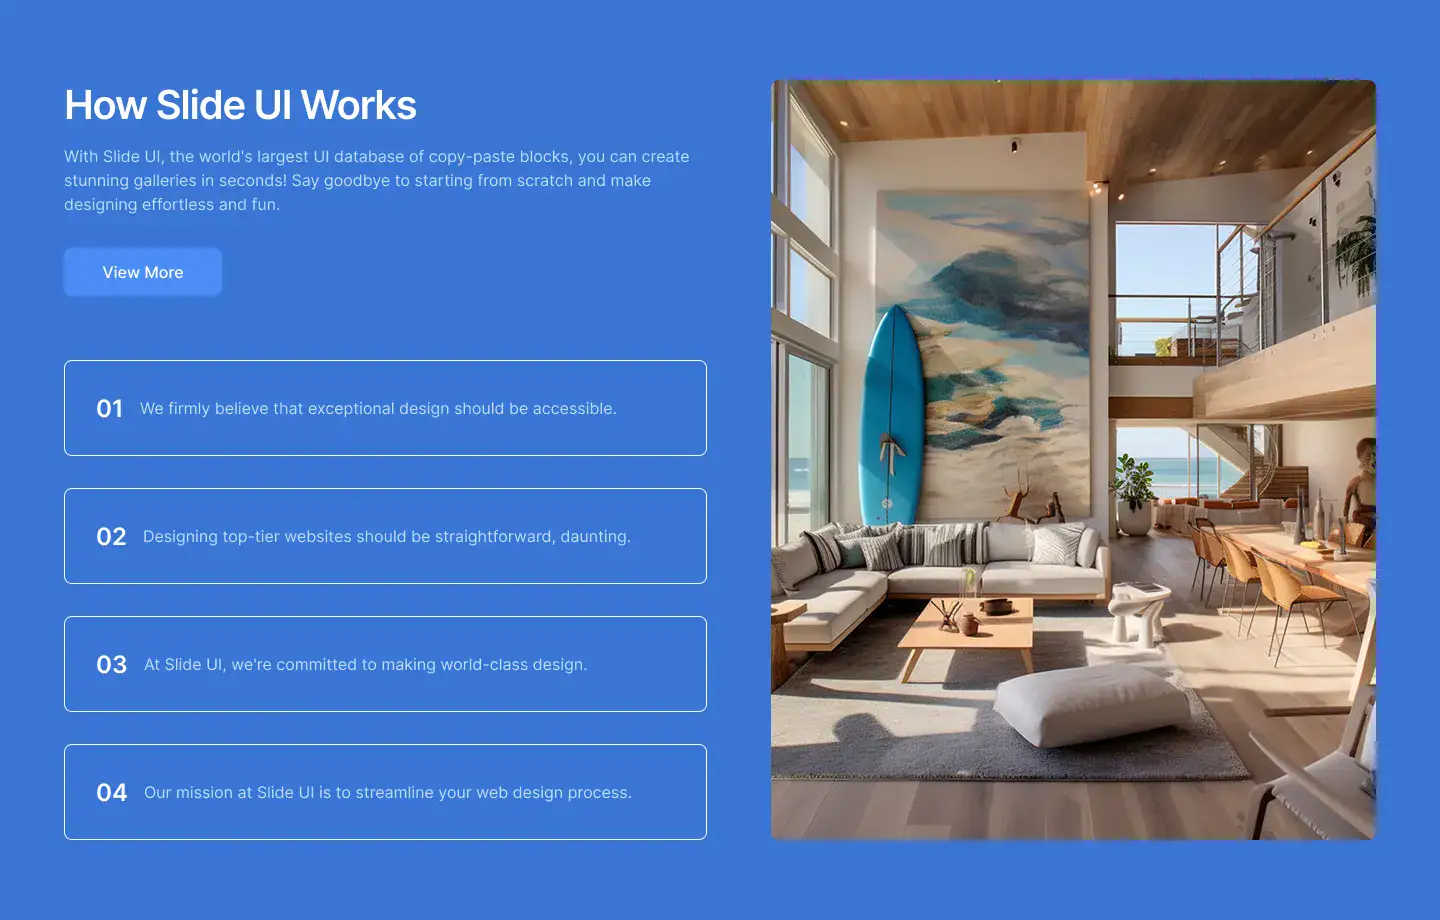 How Slide UI Works
With Slide UI, the world's largest UI database of copy-paste blocks, you can create
stunning galleries in seconds! Say goodbye to starting from scratch and make
designing effortless and fun.
View More
01 We firmly believe that exceptional design should be accessible.
02 Designing top-tier websites should be straightforward, daunting.
03 At Slide UI, we're committed to making world-class design.
04 Our mission at Slide UI is to streamline your web design process.